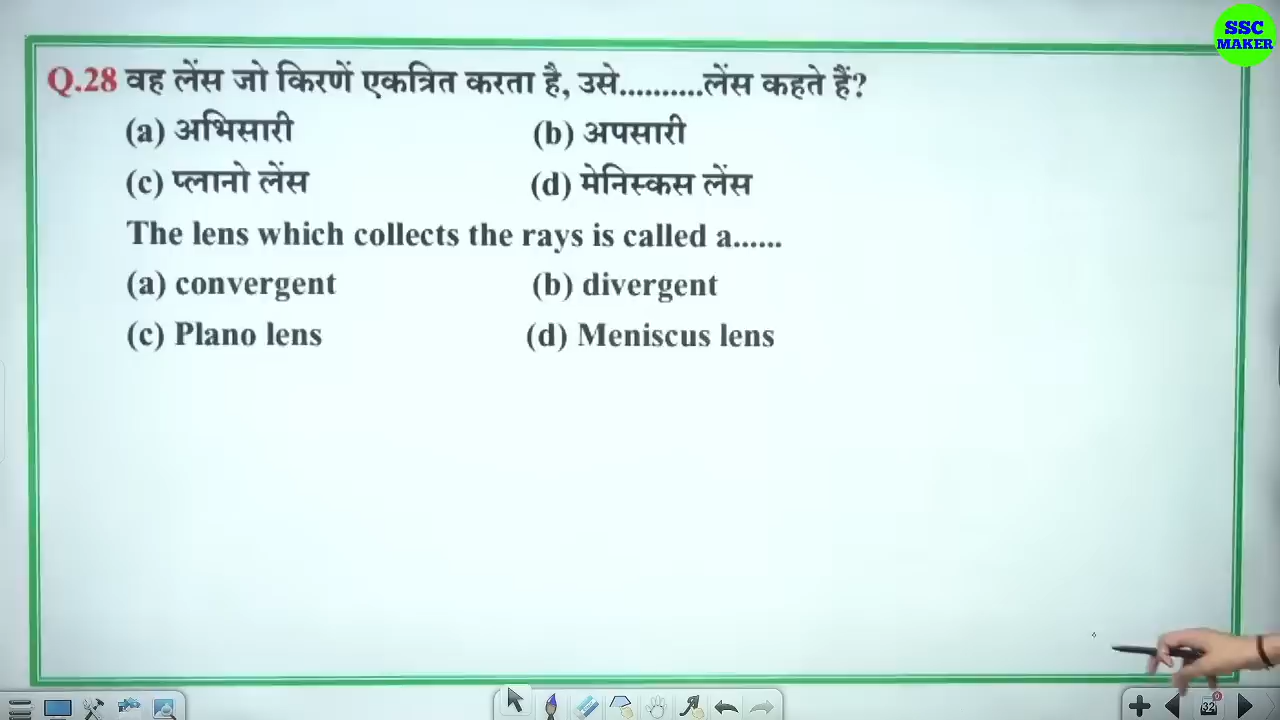 SSC
MAKER
Q.28 वह लेंस जो किरणें एकत्रित करता है, उसे..........लेंस कहते हैं?
(a) अभिसारी (b) अपसारी
(c) प्लानो लेंस (d) मेनिस्कस लेंस
The lens which collects the rays is called a......
(a) convergent (b) divergent
(c) Plano lens (d) Meniscus lens
32